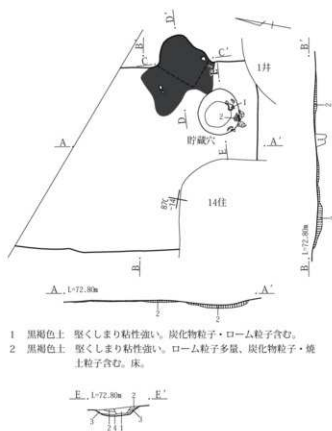 D′
B′
C
C′
E′
1井
B′
1
2
D
貯蔵穴
A
A′
E
14住
B
B L=72.80m
A L=72.80m
A′
2
2
1 黒褐色土 堅くしまり粘性強い。炭化物粒子・ローム粒子含む。
2 黒褐色土 堅くしまり粘性強い。ローム粒子多量、炭化物粒子・焼
土粒子含む。床。
E L=72.80m
E′
2
3
2 4 1
3